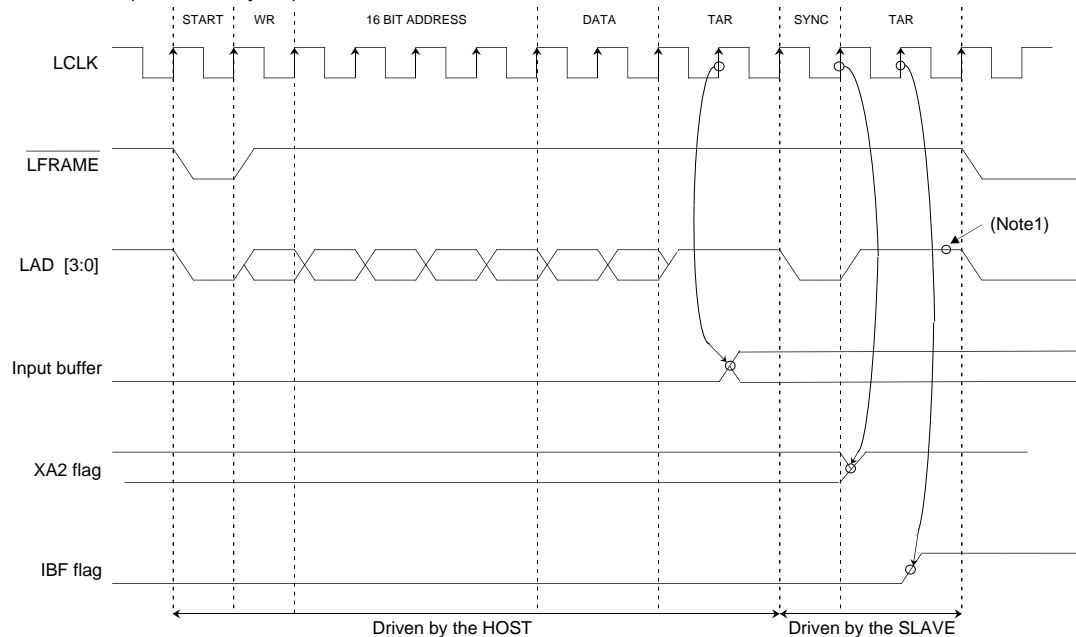 START WR 16 BIT ADDRESS DATA TAR SYNC TAR
LCLK
LFRAME
(Note1)
LAD [3:0]
Input buffer
XA2 flag
IBF flag
Driven by the HOST Driven by the SLAVE